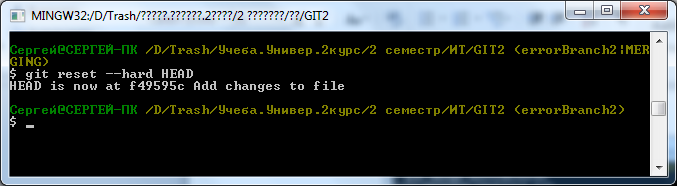 MINGW32:/D/Trash/?????.??????.2????/2 ???????/??/GIT2
Сергей@СЕРГЕЙ-ПК /D/Trash/Учеба.Универ.2курс/2 семестр/ИТ/GIT2 (errorBranch2|MER
GING)
$ git reset --hard HEAD
HEAD is now at f49595c Add changes to file
Сергей@СЕРГЕЙ-ПК /D/Trash/Учеба.Универ.2курс/2 семестр/ИТ/GIT2 (errorBranch2)
$ _